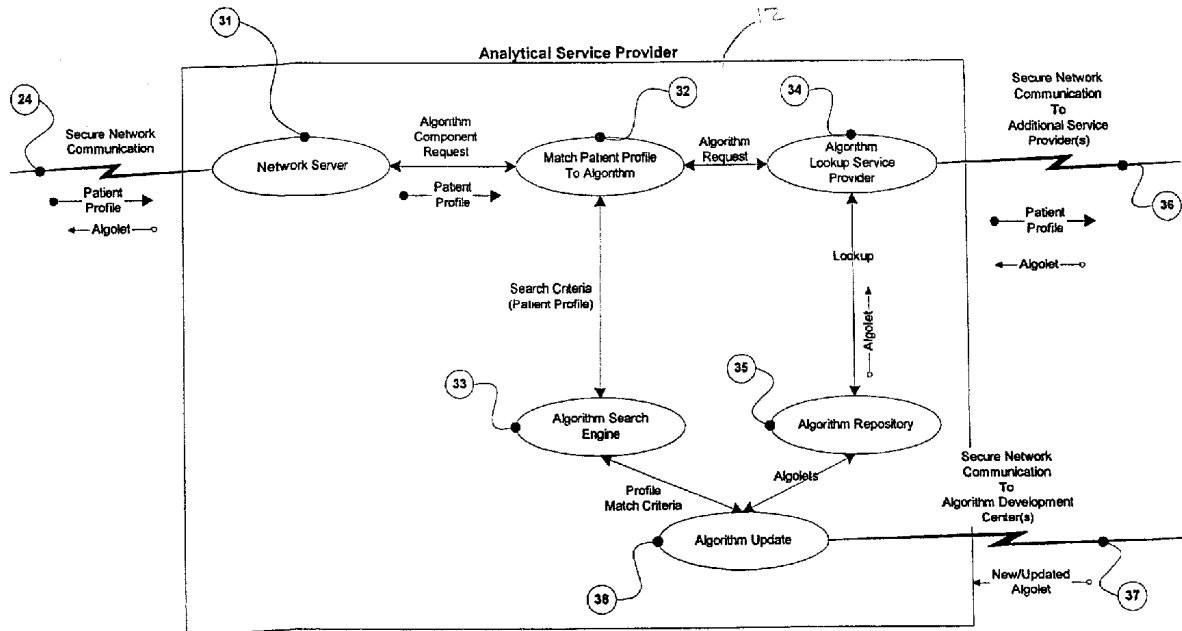 31
12
Analytical Service Provider
24
Secure Network
Communication
Patient
Profile
Algolet
Network Server
Algorithm
Component
Request
Patient
Profile
32
Match Patient Profile
To Algorithm
Algorithm
Request
34
Algorithm
Lookup Service
Provider
Secure Network
Communication
To
Additional Service
Provider(s)
36
Patient
Profile
Algolet
Search Criteria
(Patient Profile)
Lookup
Algolet
33
Algorithm Search
Engine
35
Algorithm Repository
Profile
Match Criteria
Algolets
Secure Network
Communication
To
Algorithm Development
Center(s)
Algorithm Update
38
New/Updated
Algolet
37